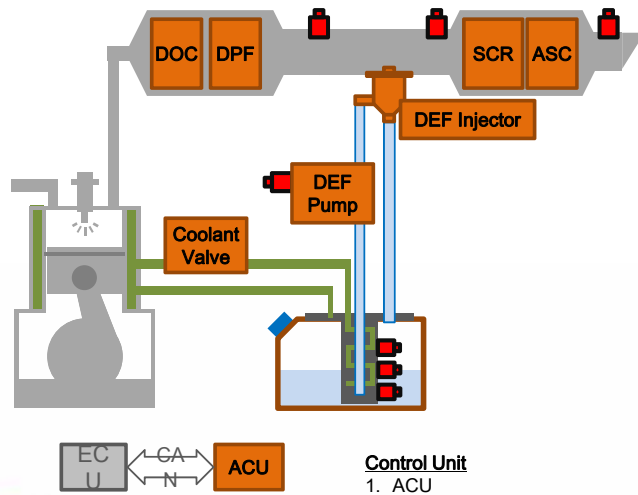 DOC
DPF
SCR
ASC
DEF Injector
DEF
Pump
Coolant
Valve
EC
U
CA
N
ACU
Control Unit
1. ACU